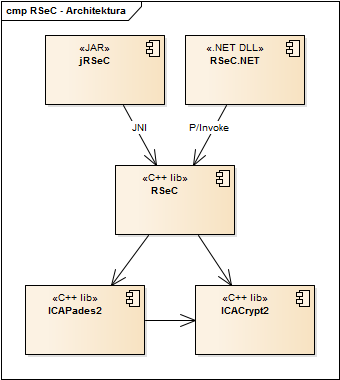 cmp RSeC - Architektura
«JAR»
jRSeC
«.NET DLL»
RSeC.NET
JNI
P/Invoke
«C++ lib»
RSeC
«C++ lib»
ICAPades2
«C++ lib»
ICACrypt2